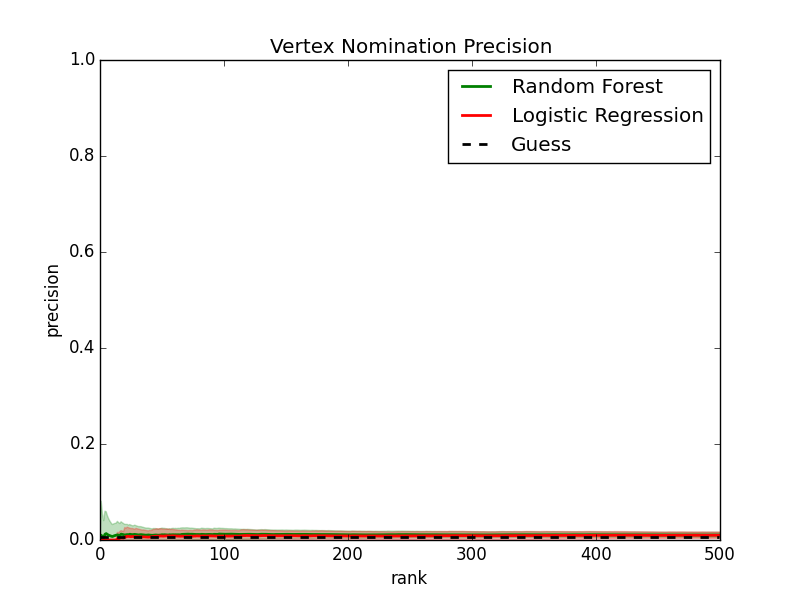 Vertex Nomination Precision
1.0
0.8
0.6
0.4
0.2
0.0
precision
Random Forest
Logistic Regression
Guess
0 100 200 300 400 500
rank